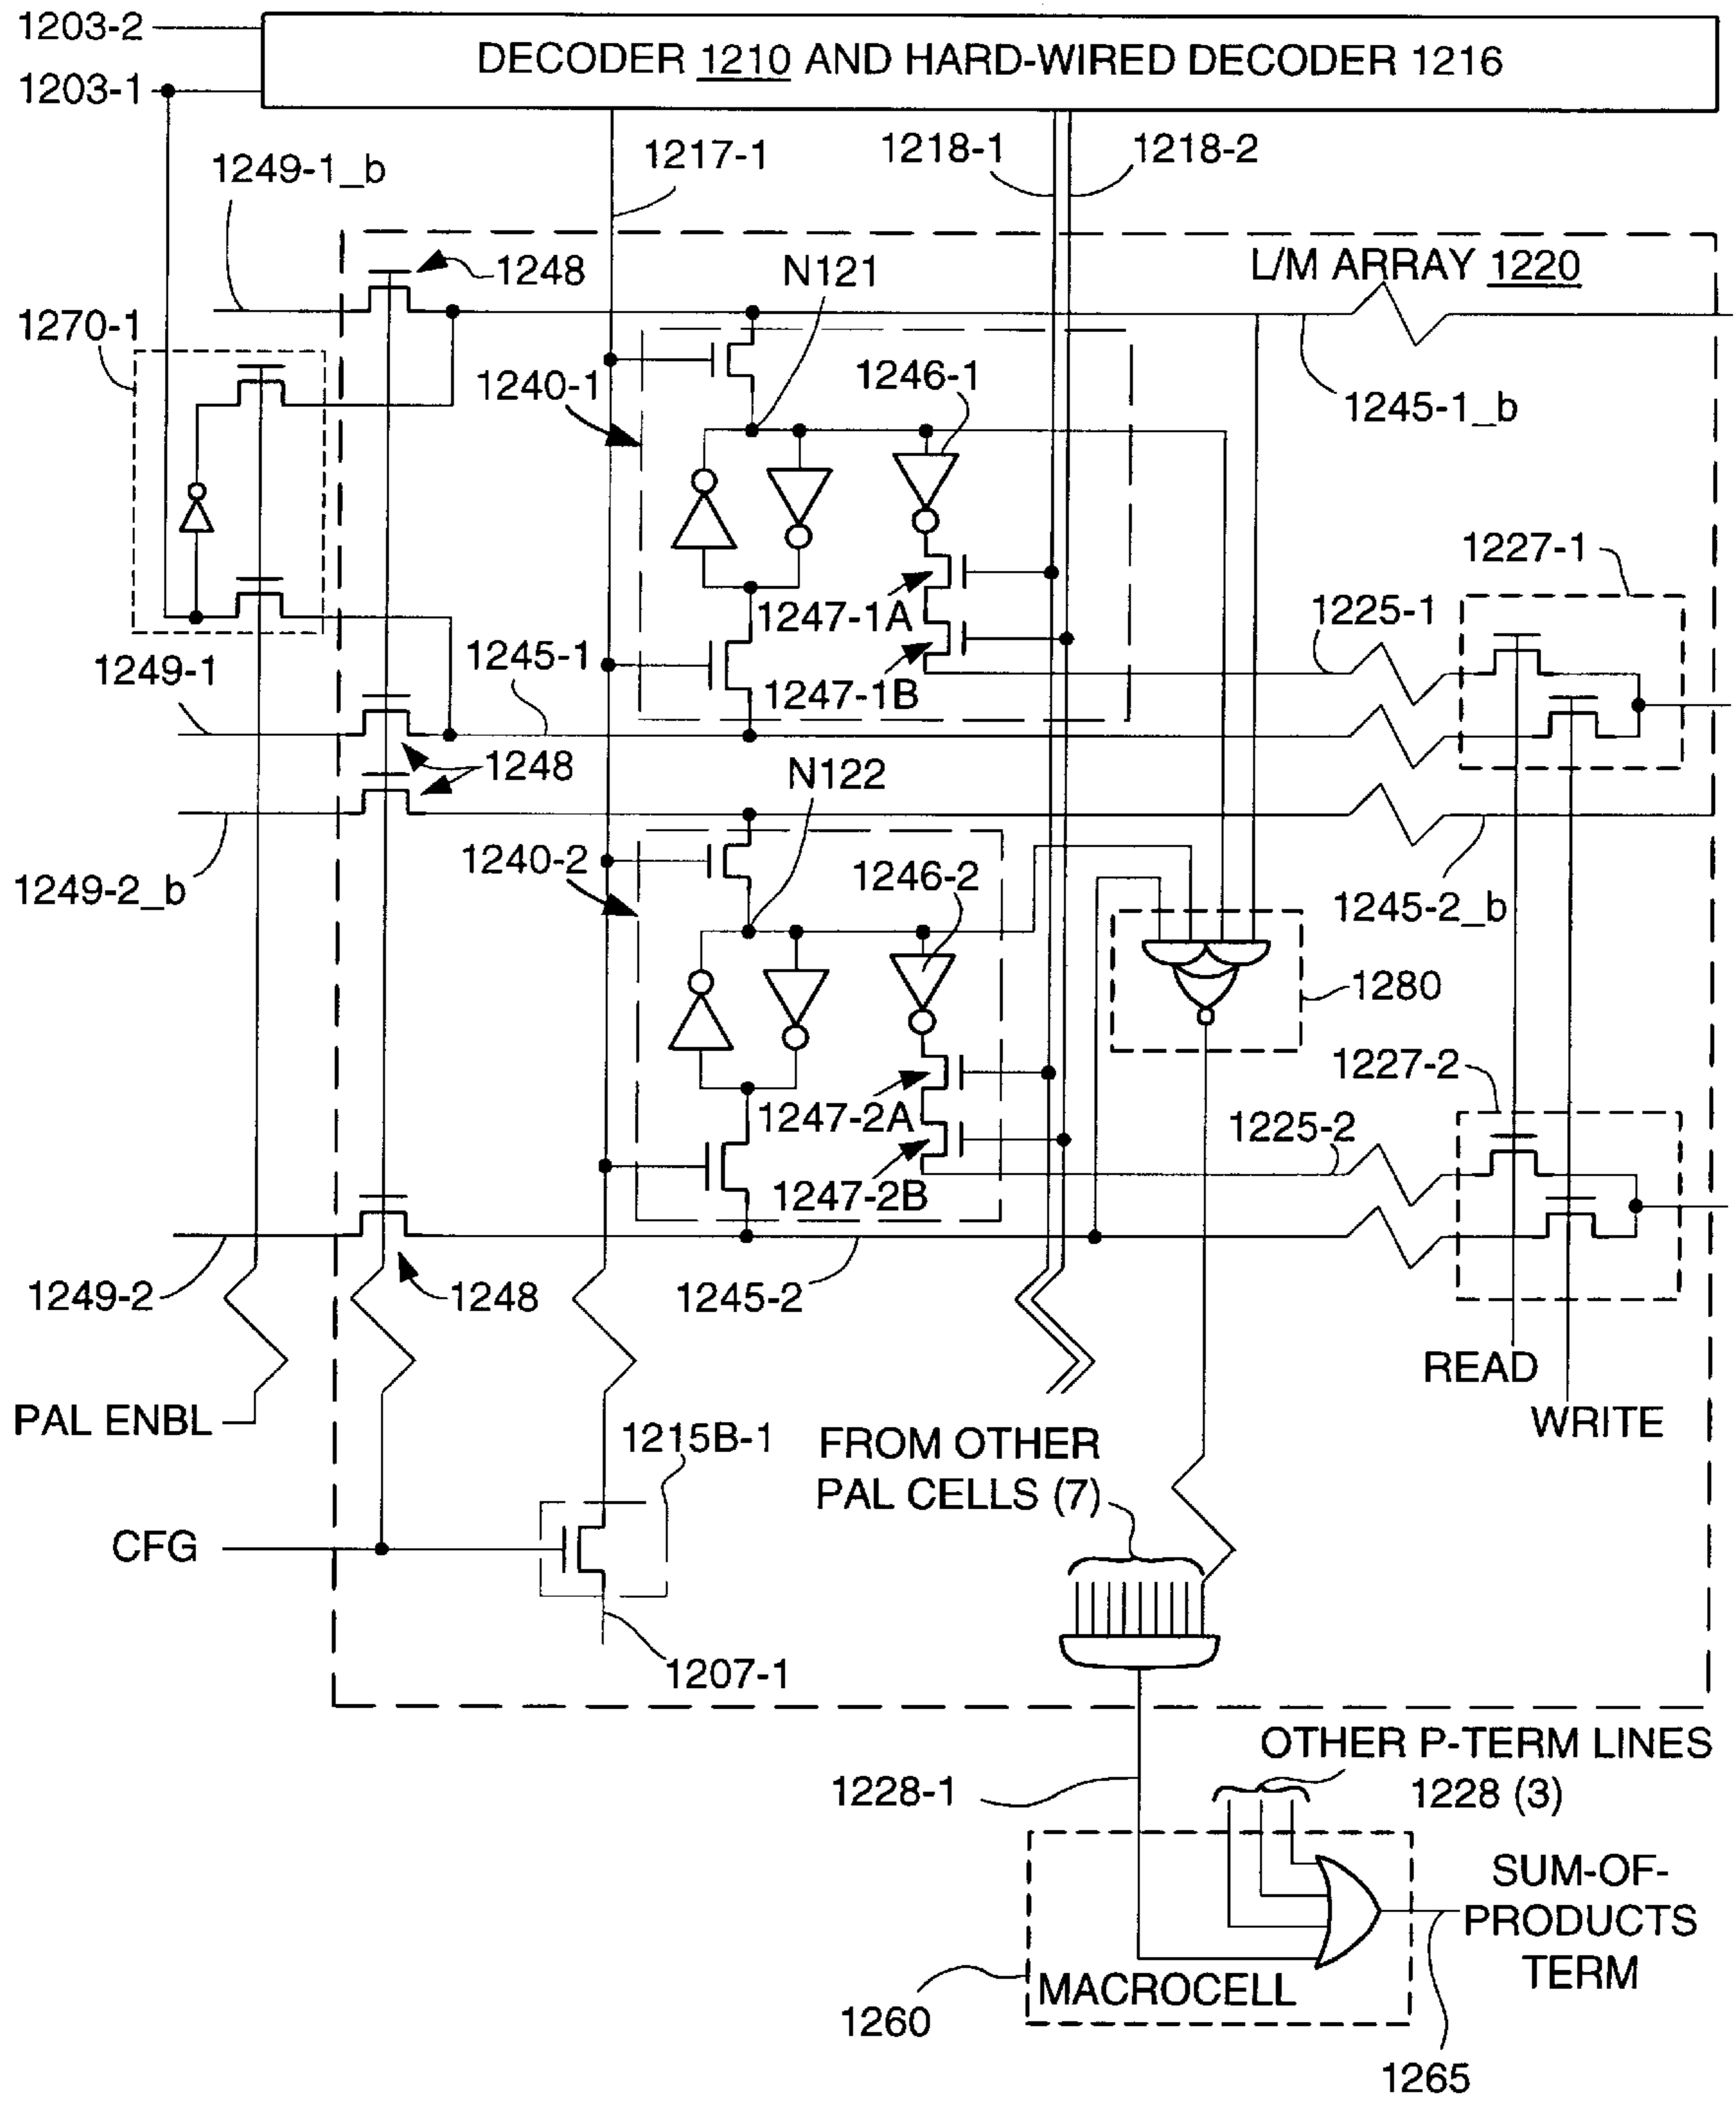 1203-2
DECODER 1210 AND HARD-WIRED DECODER 1216
1203-1
1217-1
1218-1
1218-2
1249-1_b
L/M ARRAY 1220
1248
N121
1270-1
1240-1
1246-1
1245-1_b
1227-1
1247-1A
1225-1
1245-1
1249-1
1247-1B
1248
N122
1240-2
1246-2
1249-2_b
1245-2_b
1280
1227-2
1247-2A
1225-2
1247-2B
1249-2
1248
1245-2
READ
PAL ENBL
WRITE
1215B-1
FROM OTHER
PAL CELLS (7)
CFG
1207-1
OTHER P-TERM LINES
1228 (3)
1228-1
SUM-OF-
PRODUCTS
TERM
MACROCELL
1260
1265